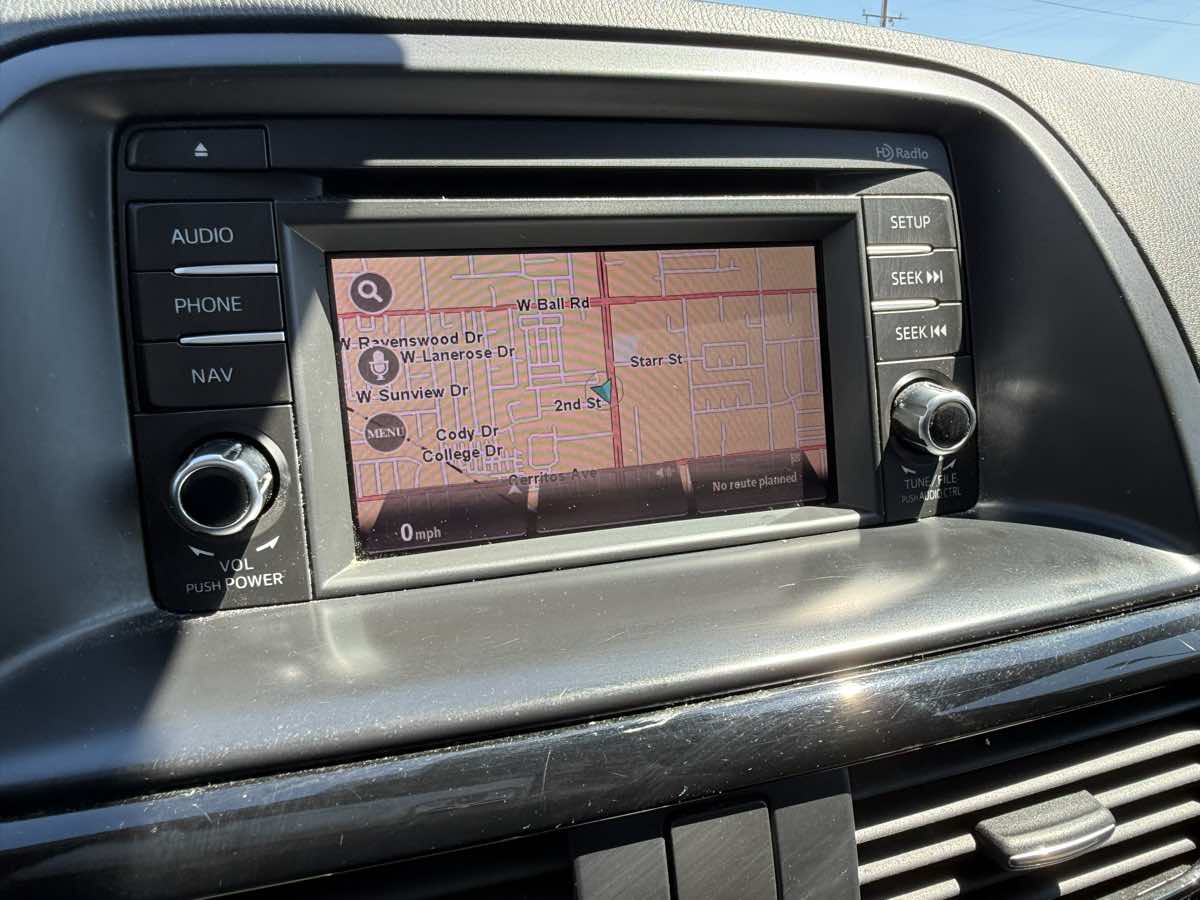 HD Radio
AUDIO
PHONE
NAV
VOL
PUSH POWER
SETUP
SEEK
SEEK
TUNE/FILE
PUSH AUDIO CTRL
W Ball Rd
W Ravenswood Dr
W Lanerose Dr
Starr St
W Sunview Dr
2nd St
MENU
Cody Dr
College Dr
Cerritos Ave
0 mph
No route planned